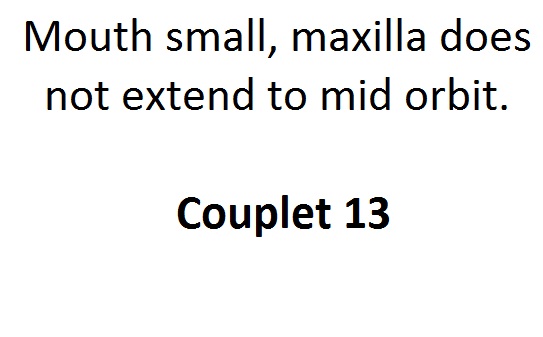 Mouth small, maxilla does
not extend to mid orbit.
Couplet 13